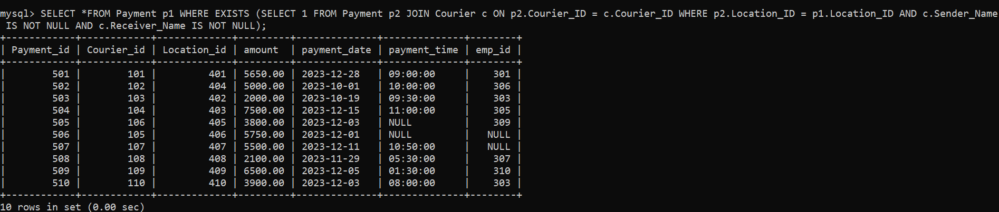 mysql> SELECT *FROM Payment p1 WHERE EXISTS (SELECT 1 FROM Payment p2 JOIN Courier c ON p2.Courier_ID = c.Courier_ID WHERE p2.Location_ID = p1.Location_ID AND c.Sender_Name
 IS NOT NULL AND c.Receiver_Name IS NOT NULL);
+------------+------------+-------------+---------+--------------+--------------+--------+
| Payment_id | Courier_id | Location_id | amount  | payment_date | payment_time | emp_id |
+------------+------------+-------------+---------+--------------+--------------+--------+
|        501 |        101 |         401 | 5650.00 | 2023-12-28   | 09:00:00     |    301 |
|        502 |        102 |         404 | 5000.00 | 2023-10-01   | 10:00:00     |    306 |
|        503 |        103 |         402 | 2000.00 | 2023-10-19   | 09:30:00     |    303 |
|        504 |        104 |         403 | 7500.00 | 2023-12-15   | 11:00:00     |    305 |
|        505 |        106 |         405 | 3800.00 | 2023-12-03   | NULL         |    309 |
|        506 |        105 |         406 | 5750.00 | 2023-12-01   | NULL         |   NULL |
|        507 |        107 |         407 | 5500.00 | 2023-12-11   | 10:50:00     |   NULL |
|        508 |        108 |         408 | 2100.00 | 2023-11-29   | 05:30:00     |    307 |
|        509 |        109 |         409 | 6500.00 | 2023-12-05   | 01:30:00     |    310 |
|        510 |        110 |         410 | 3900.00 | 2023-12-03   | 08:00:00     |    303 |
+------------+------------+-------------+---------+--------------+--------------+--------+
10 rows in set (0.00 sec)